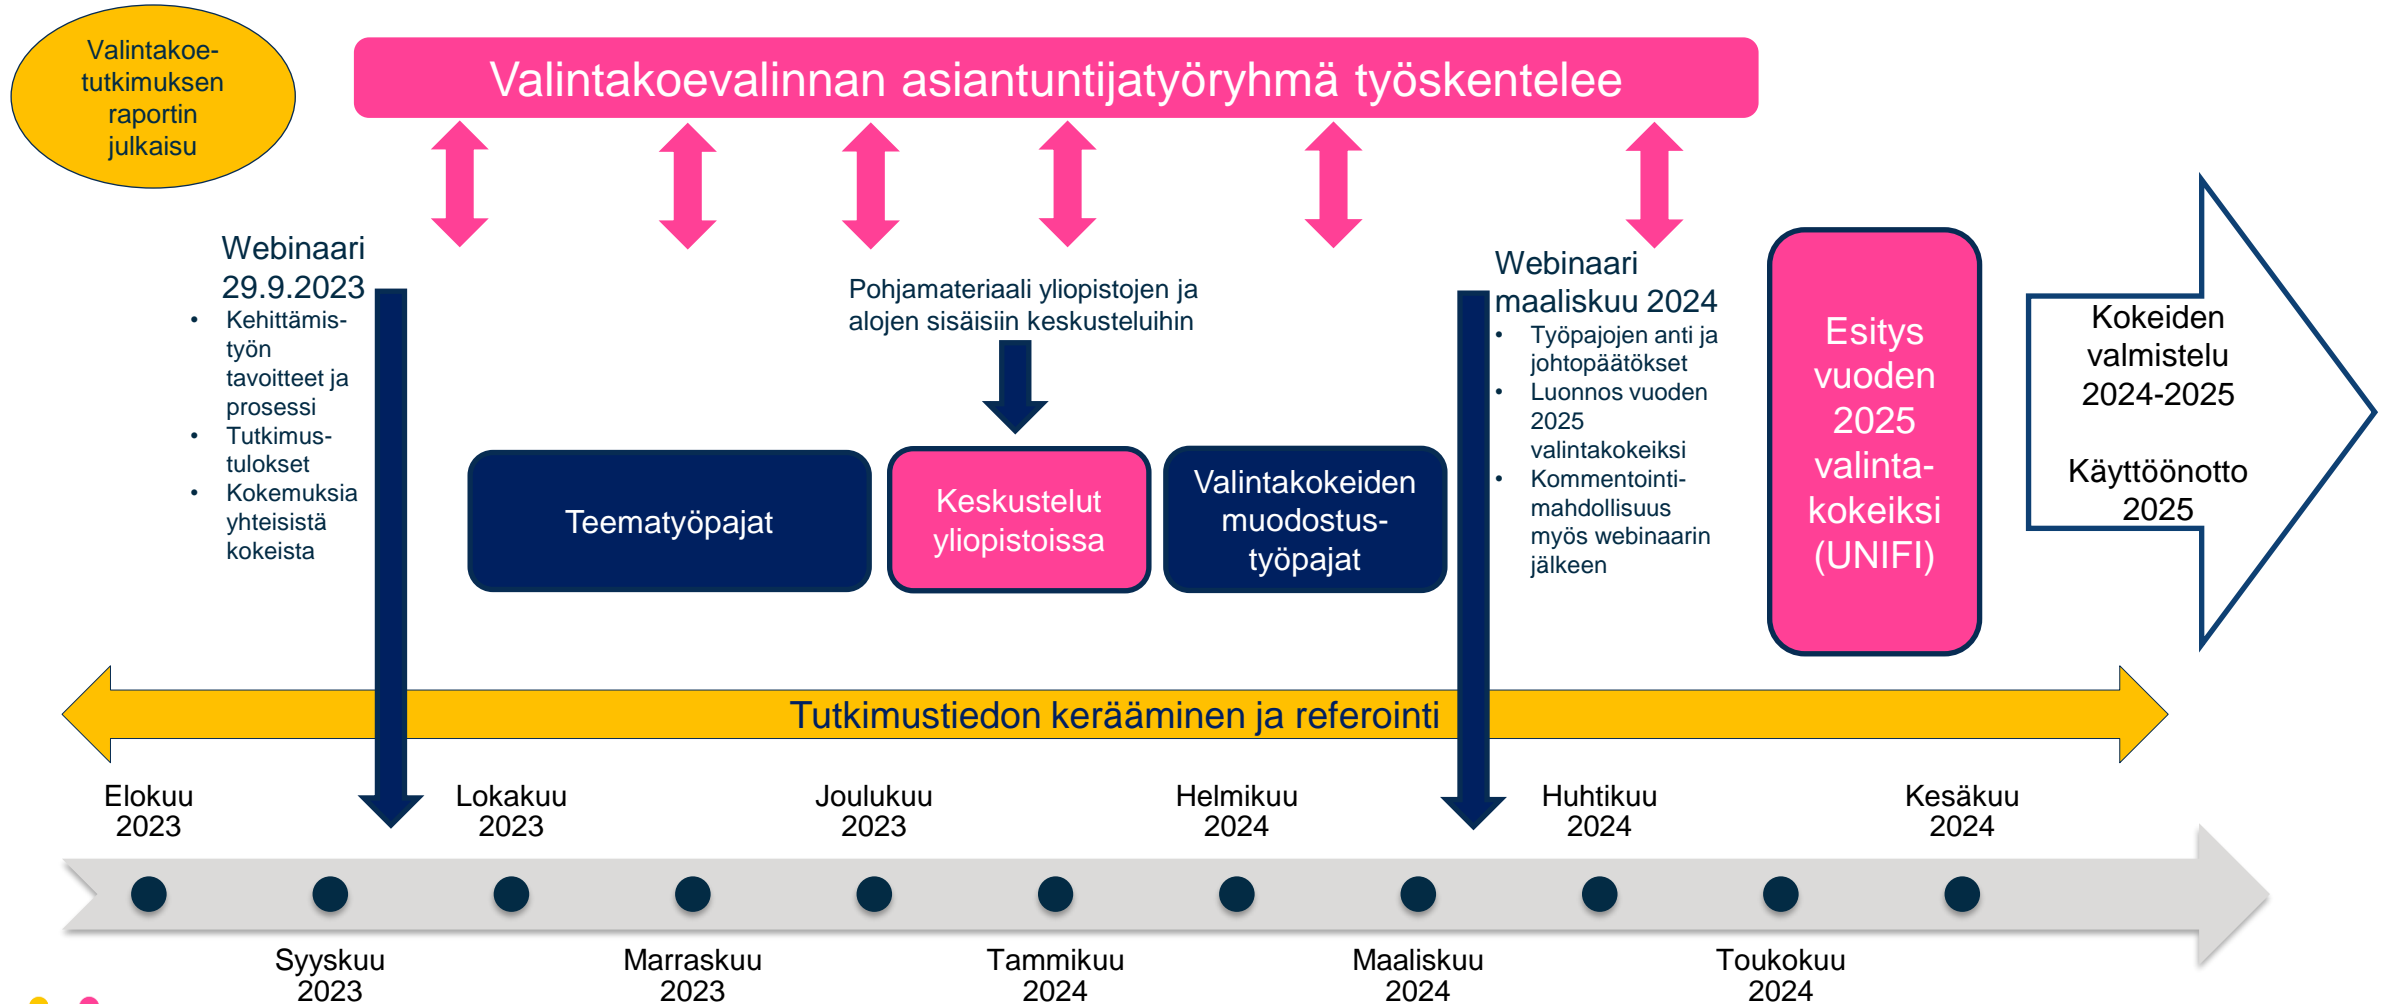 Valintakoe-
tutkimuksen
raportin
julkaisu
Valintakoevalinnan asiantuntijatyöryhmä työskentelee
Webinaari
29.9.2023
• Kehittämis-
työn
tavoitteet ja
prosessi
• Tutkimus-
tulokset
• Kokemuksia
yhteisistä
kokeista
Pohjamateriaali yliopistojen ja
alojen sisäisiin keskusteluihin
Teematyöpajat
Keskustelut
yliopistoissa
Valintakokeiden
muodostus-
työpajat
Webinaari
maaliskuu 2024
• Työpajojen anti ja
johtopäätökset
• Luonnos vuoden
2025
valintakokeiksi
• Kommentointi-
mahdollisuus
myös webinaarin
jälkeen
Esitys
vuoden
2025
valinta-
kokeiksi
(UNIFI)
Kokeiden
valmistelu
2024-2025
Käyttöönotto
2025
Tutkimustiedon kerääminen ja referointi
Elokuu
2023
Syyskuu
2023
Lokakuu
2023
Marraskuu
2023
Joulukuu
2023
Tammikuu
2024
Helmikuu
2024
Maaliskuu
2024
Huhtikuu
2024
Toukokuu
2024
Kesäkuu
2024